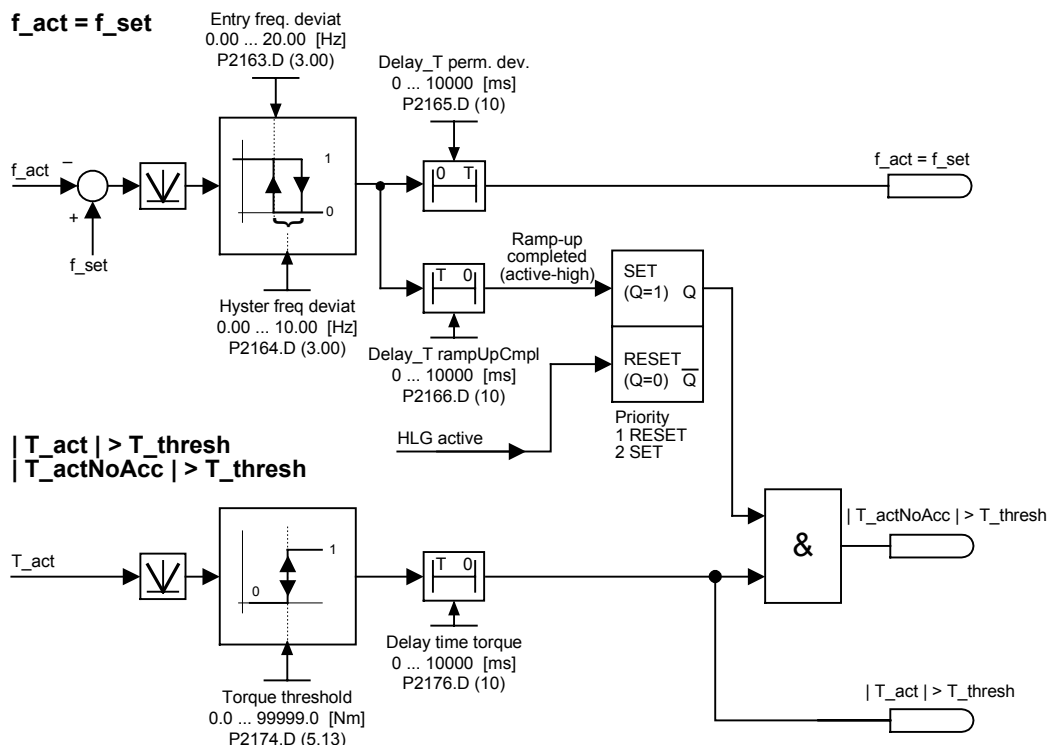 f_act = f_set
Entry freq. deviat
0.00 ... 20.00 [Hz]
P2163.D (3.00)
Delay_T perm. dev.
0 ... 10000 [ms]
P2165.D (10)
f_act
–
+
f_set
1
0
0 T
f_act = f_set
Hyster freq deviat
0.00 ... 10.00 [Hz]
P2164.D (3.00)
T 0
Delay_T rampUpCmpl
0 ... 10000 [ms]
P2166.D (10)
Ramp-up
completed
(active-high)
SET
(Q=1) Q
RESET
(Q=0) Q̅
Priority
1 RESET
2 SET
HLG active
| T_act | > T_thresh
| T_actNoAcc | > T_thresh
T_act
1
0
T 0
&
| T_actNoAcc | > T_thresh
Delay time torque
0 ... 10000 [ms]
P2176.D (10)
Torque threshold
0.0 ... 99999.0 [Nm]
P2174.D (5.13)
| T_act | > T_thresh